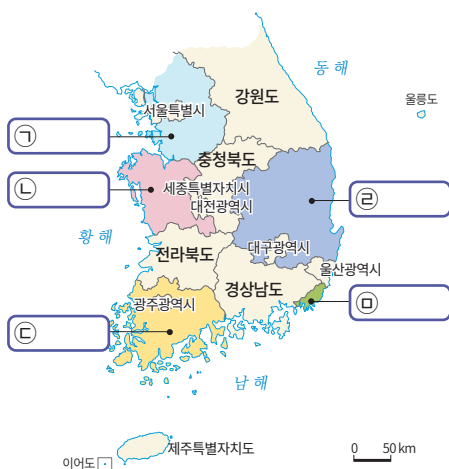 동해
울릉도
강원도
서울특별시
㉠
충청북도
㉡
세종특별자치시
대전광역시
㉣
황해
전라북도
대구광역시
울산광역시
경상남도
광주광역시
㉤
㉢
남해
제주특별자치도
이어도
0 50km